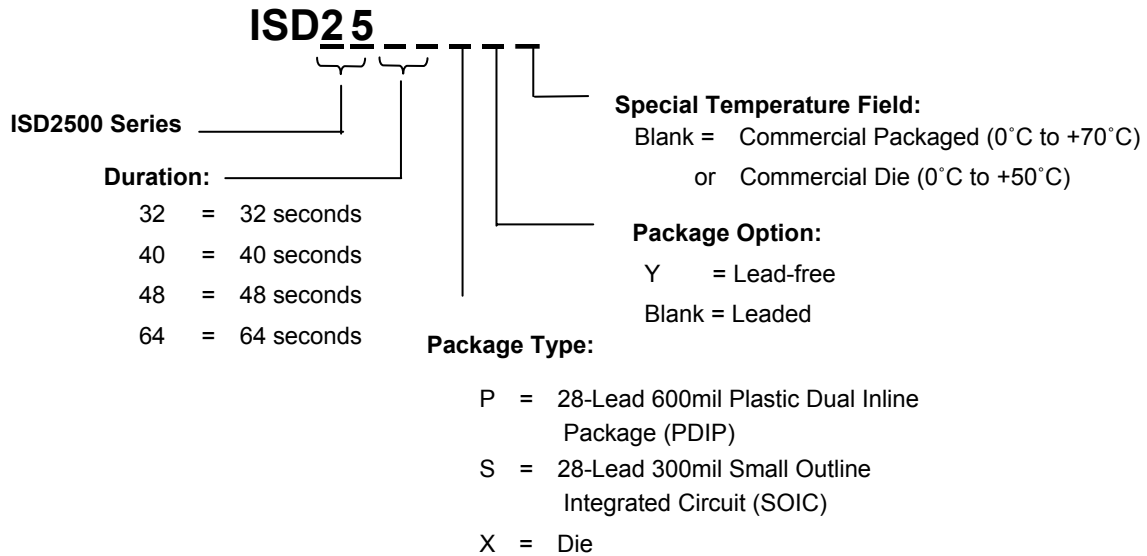 ISD25
ISD2500 Series
Duration:
32 = 32 seconds
40 = 40 seconds
48 = 48 seconds
64 = 64 seconds
Special Temperature Field:
Blank = Commercial Packaged (0˚C to +70˚C)
or Commercial Die (0˚C to +50˚C)
Package Option:
Y = Lead-free
Blank = Leaded
Package Type:
P = 28-Lead 600mil Plastic Dual Inline
Package (PDIP)
S = 28-Lead 300mil Small Outline
Integrated Circuit (SOIC)
X = Die